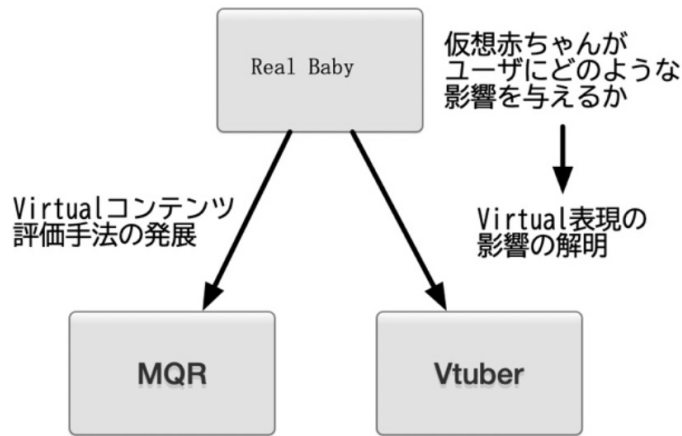 Real Baby
仮想赤ちゃんが
ユーザにどのような
影響を与えるか
Virtualコンテンツ
評価手法の発展
Virtual表現の
影響の解明
MQR
Vtuber